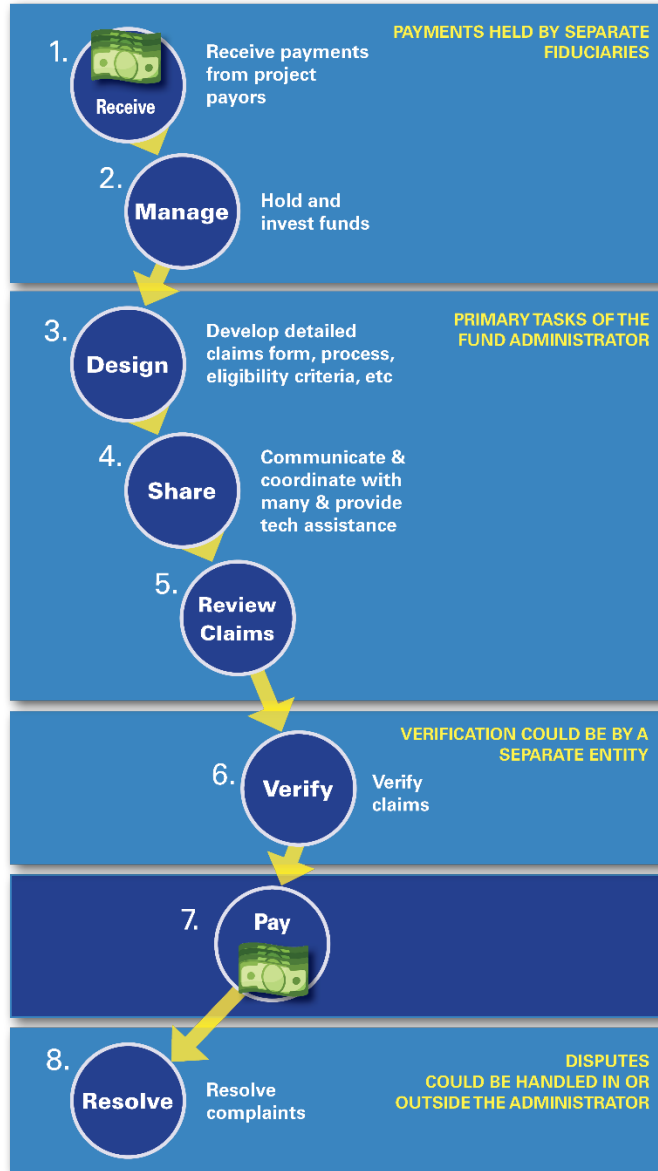 PAYMENTS HELD BY SEPARATE
FIDUCIARIES
1.
Receive
Receive payments
from project
payors
2.
Manage
Hold and
invest funds
PRIMARY TASKS OF THE
FUND ADMINISTRATOR
3.
Design
Develop detailed
claims form, process,
eligibility criteria, etc
4.
Share
Communicate &
coordinate with
many & provide
tech assistance
5.
Review
Claims
VERIFICATION COULD BE BY A
SEPARATE ENTITY
6.
Verify
Verify
claims
7.
Pay
DISPUTES
COULD BE HANDLED IN OR
OUTSIDE THE ADMINISTRATOR
8.
Resolve
Resolve
complaints